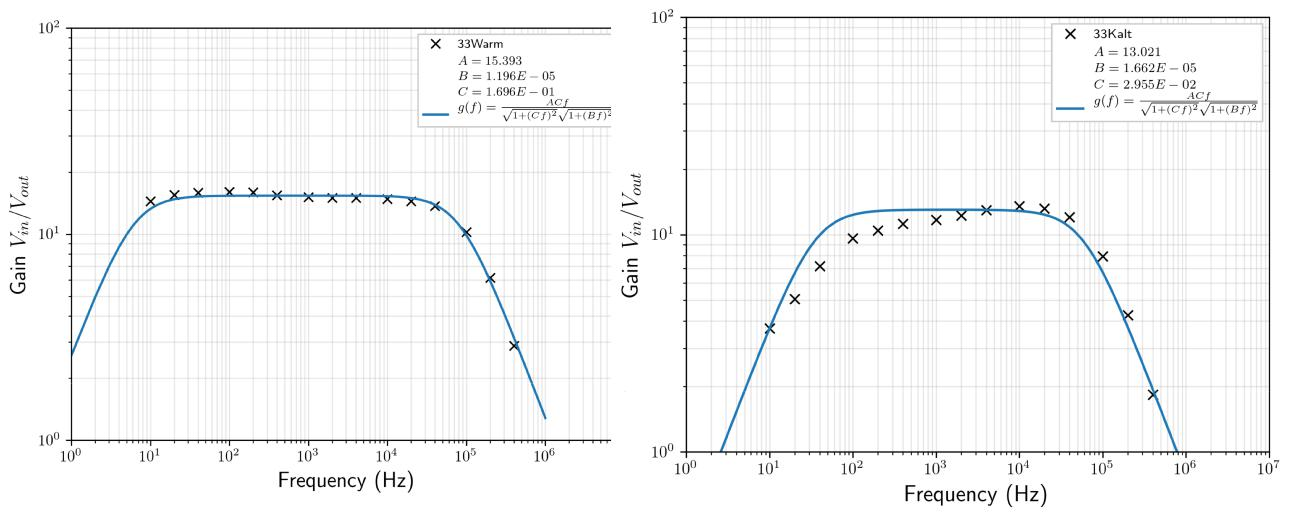 10²
33Warm
A = 15.393
B = 1.196E − 05
C = 1.696E − 01
g(f) = ACf / √1+(Cf)²√1+(Bf)²
10¹
10⁰
Gain V_in/V_out
10⁰ 10¹ 10² 10³ 10⁴ 10⁵ 10⁶
Frequency (Hz)
10²
33Kalt
A = 13.021
B = 1.662E − 05
C = 2.955E − 02
g(f) = ACf / √1+(Cf)²√1+(Bf)²
10¹
10⁰
Gain V_in/V_out
10⁰ 10¹ 10² 10³ 10⁴ 10⁵ 10⁶ 10⁷
Frequency (Hz)